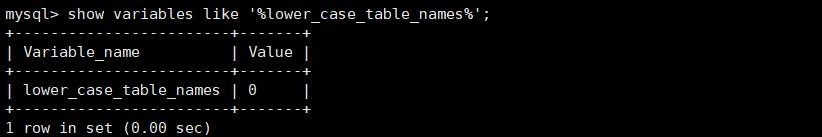 mysql> show variables like '%lower_case_table_names%';
+------------------------+-------+
| Variable_name          | Value |
+------------------------+-------+
| lower_case_table_names | 0     |
+------------------------+-------+
1 row in set (0.00 sec)